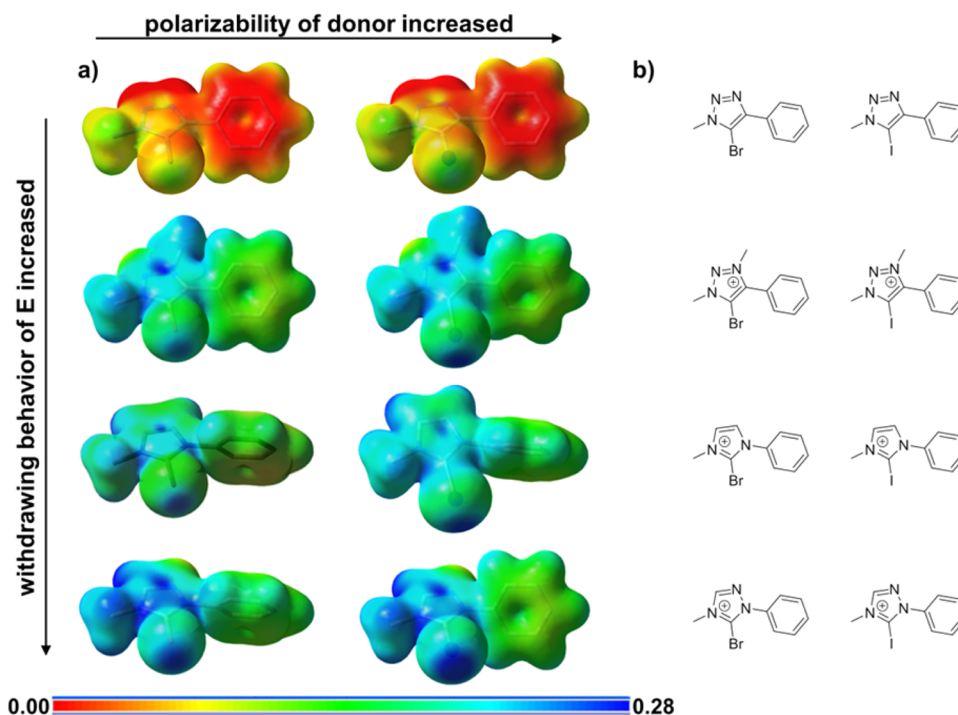 polarizability of donor increased
a)
b)
withdrawing behavior of E increased
N N
N
Br
N N
N
I
N N
N ⊕
Br
N N
N ⊕
I
N ⊕ N
Br
N ⊕ N
I
N
N ⊕ N
Br
N
N ⊕ N
I
0.00 0.28